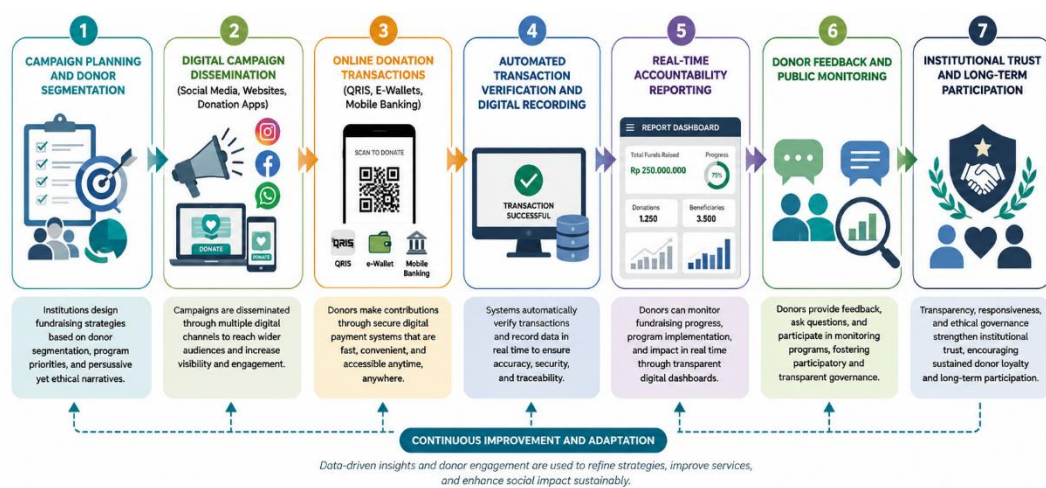 1
CAMPAIGN PLANNING
AND DONOR
SEGMENTATION
Institutions design
fundraising strategies
based on donor
segmentation, program
priorities, and persuasive
yet ethical narratives.
2
DIGITAL CAMPAIGN
DISSEMINATION
(Social Media, Websites,
Donation Apps)
DONATE
DONATE
Campaigns are disseminated
through multiple digital
channels to reach wider
audiences and increase
visibility and engagement.
3
ONLINE DONATION
TRANSACTIONS
(QRIS, E-Wallets,
Mobile Banking)
SCAN TO DONATE
QRIS
QRIS
e-Wallet
Mobile
Banking
Donors make contributions
through secure digital
payment systems that are
fast, convenient, and
accessible anytime,
anywhere.
4
AUTOMATED
TRANSACTION
VERIFICATION AND
DIGITAL RECORDING
TRANSACTION
SUCCESSFUL
Systems automatically
verify transactions
and record data in
real time to ensure
accuracy, security,
and traceability.
5
REAL-TIME
ACCOUNTABILITY
REPORTING
REPORT DASHBOARD
Total Funds Raised
Progress
Rp 250.000.000
75%
Donations
Beneficiaries
1.250
3.500
Donors can monitor
fundraising progress,
program implementation,
and impact in real time
through transparent
digital dashboards.
6
DONOR FEEDBACK AND
PUBLIC MONITORING
Donors provide feedback,
ask questions, and
participate in monitoring
programs, fostering
participatory and
transparent governance.
7
INSTITUTIONAL TRUST
AND LONG-TERM
PARTICIPATION
Transparency, responsiveness,
and ethical governance
strengthen institutional
trust, encouraging
sustained donor loyalty
and long-term participation.
CONTINUOUS IMPROVEMENT AND ADAPTATION
Data-driven insights and donor engagement are used to refine strategies, improve services,
and enhance social impact sustainably.